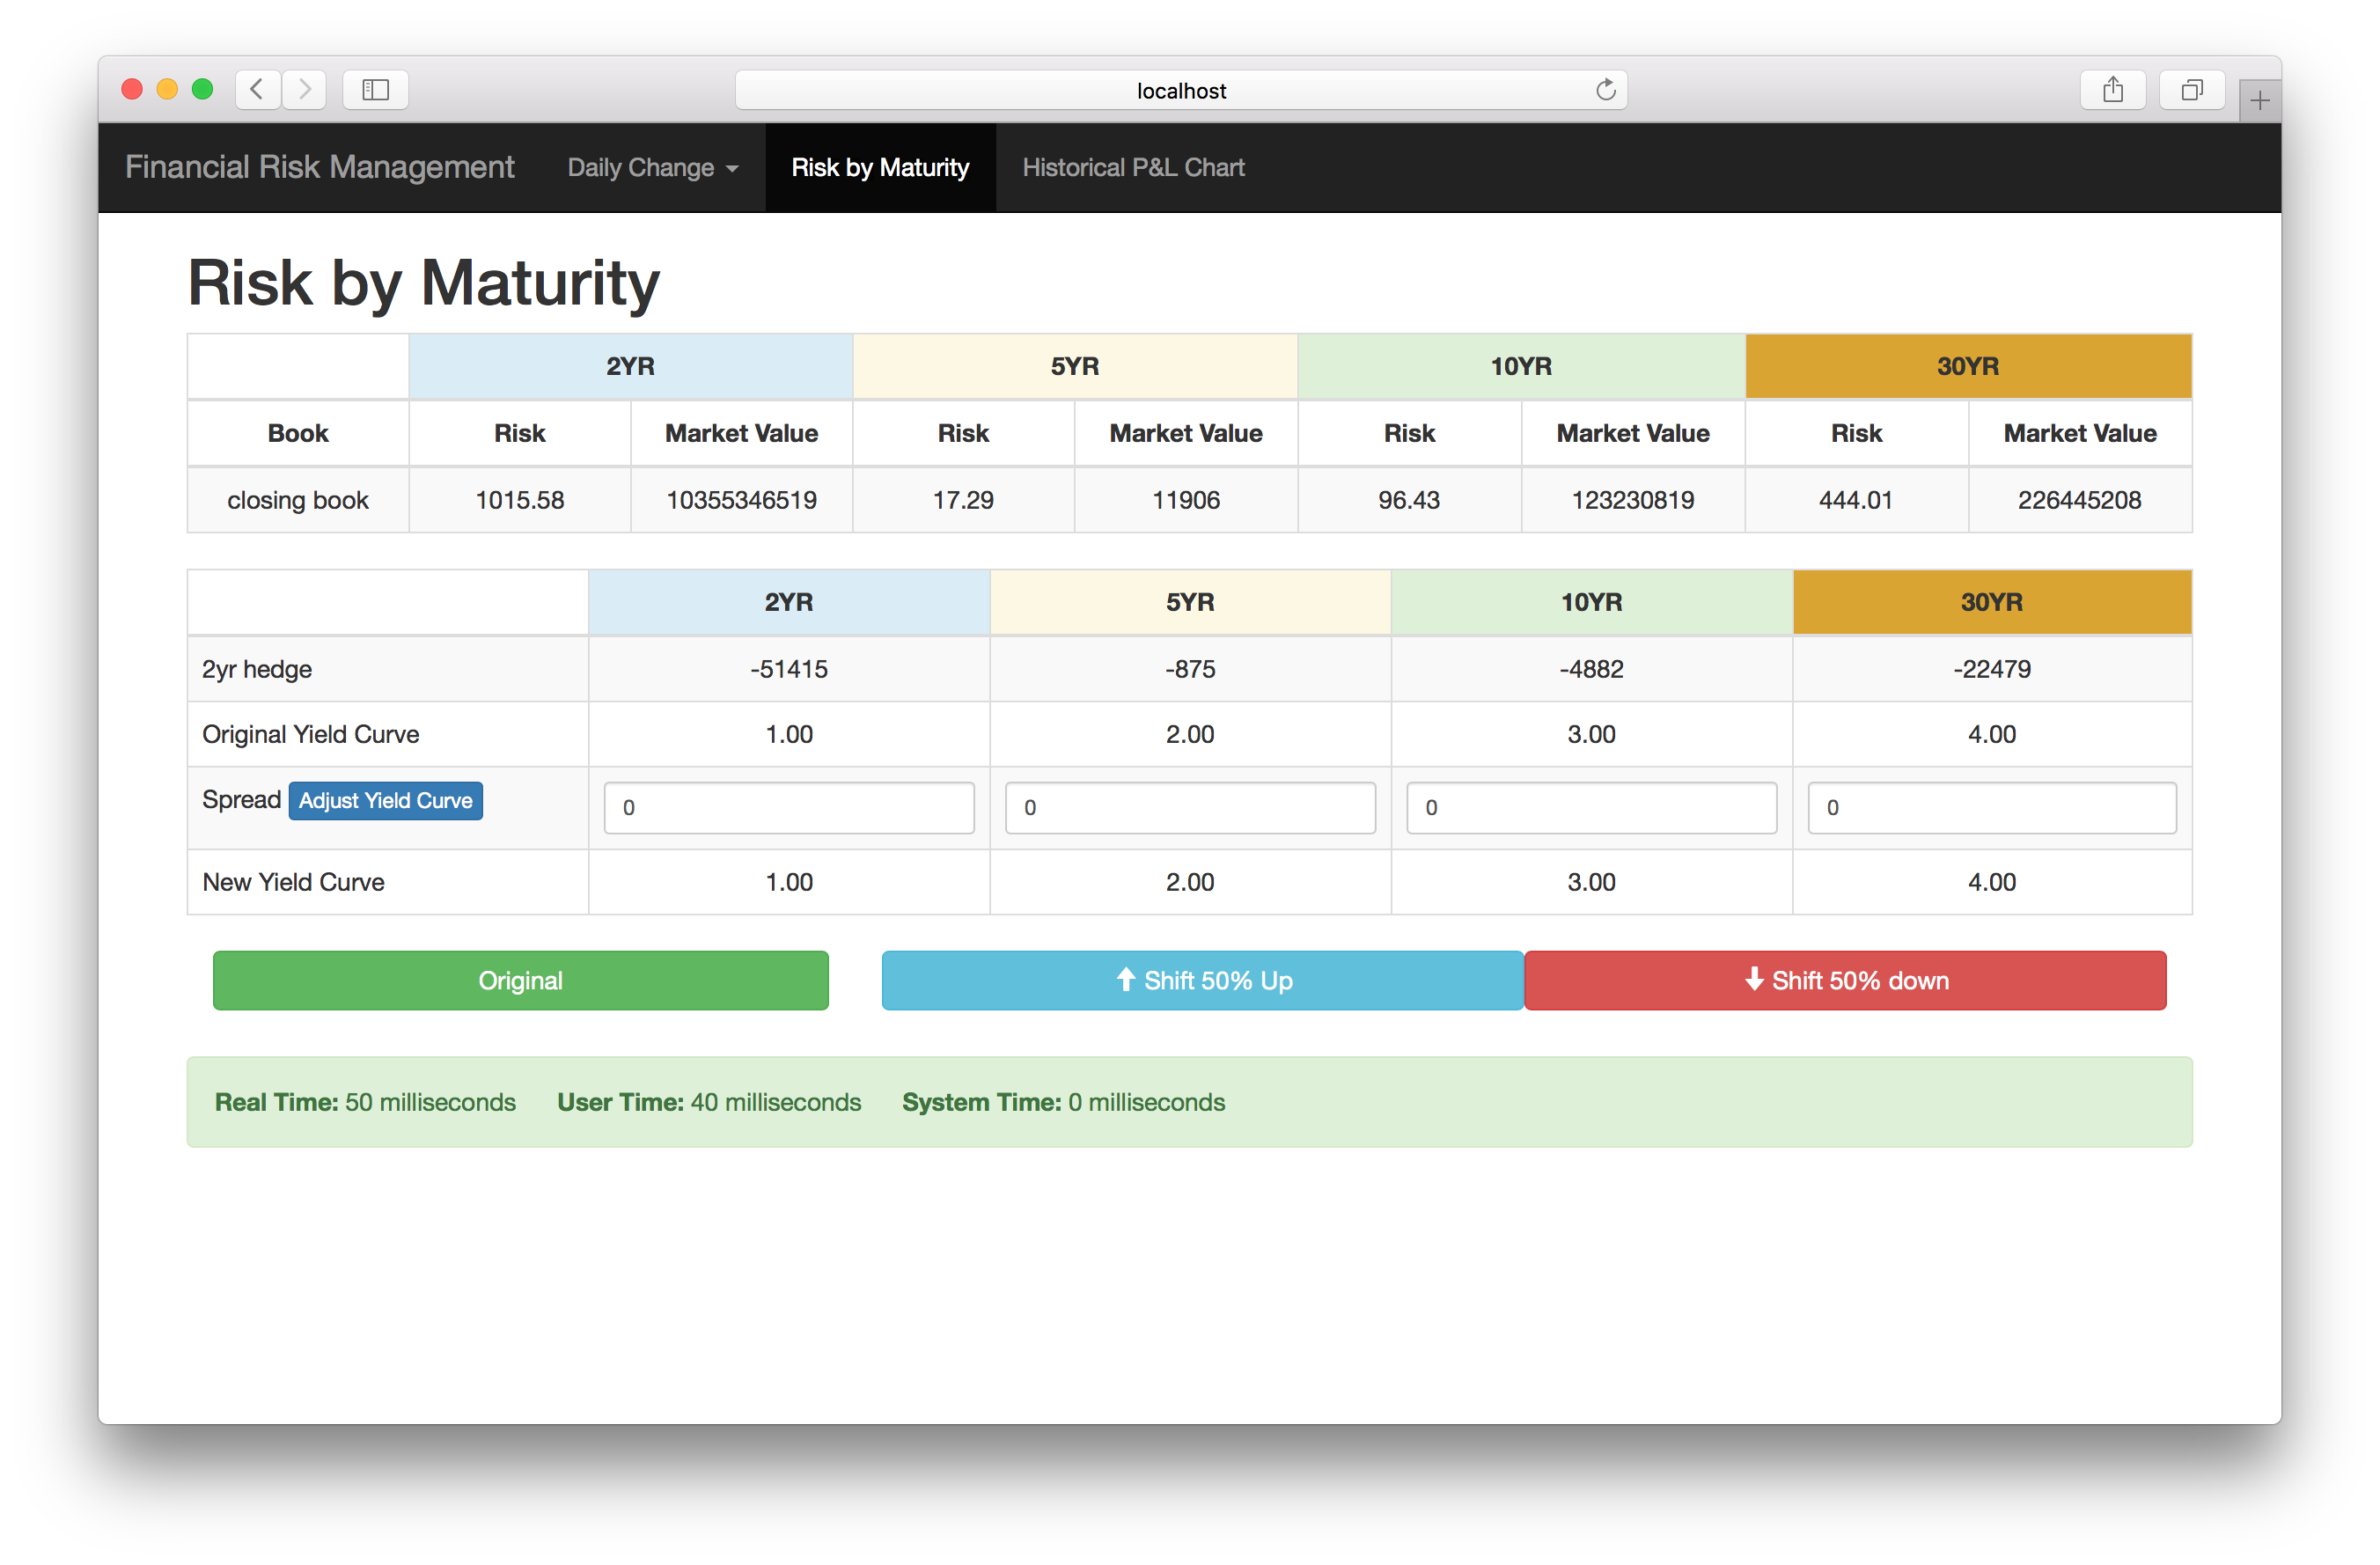 localhost
Financial Risk Management Daily Change Risk by Maturity Historical P&L Chart
Risk by Maturity
2YR 5YR 10YR 30YR
Book Risk Market Value Risk Market Value Risk Market Value Risk Market Value
closing book 1015.58 10355346519 17.29 11906 96.43 123230819 444.01 226445208
2YR 5YR 10YR 30YR
2yr hedge -51415 -875 -4882 -22479
Original Yield Curve 1.00 2.00 3.00 4.00
Spread Adjust Yield Curve 0 0 0 0
New Yield Curve 1.00 2.00 3.00 4.00
Original Shift 50% Up Shift 50% down
Real Time: 50 milliseconds User Time: 40 milliseconds System Time: 0 milliseconds